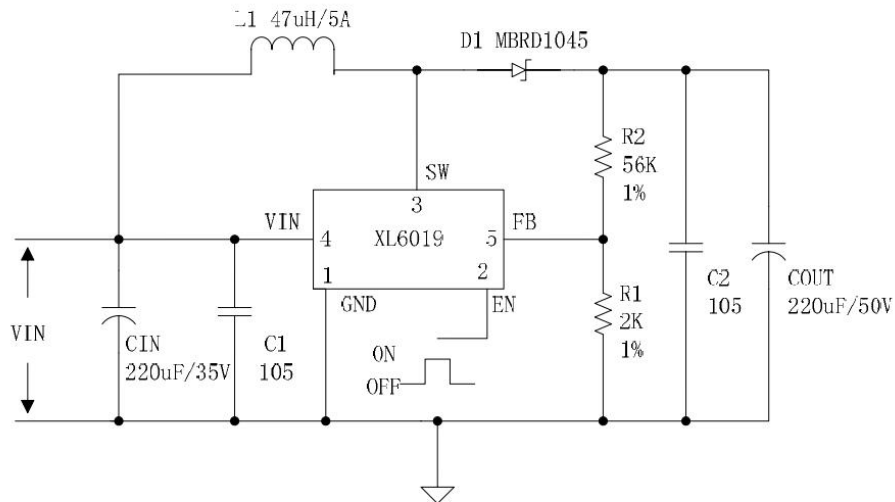 L1 47uH/5A
D1 MBRD1045
R2
56K
1%
SW
3
VIN
4
XL6019
5
FB
1
2
GND
EN
R1
2K
1%
C2
105
COUT
220uF/50V
VIN
CIN
220uF/35V
C1
105
ON
OFF